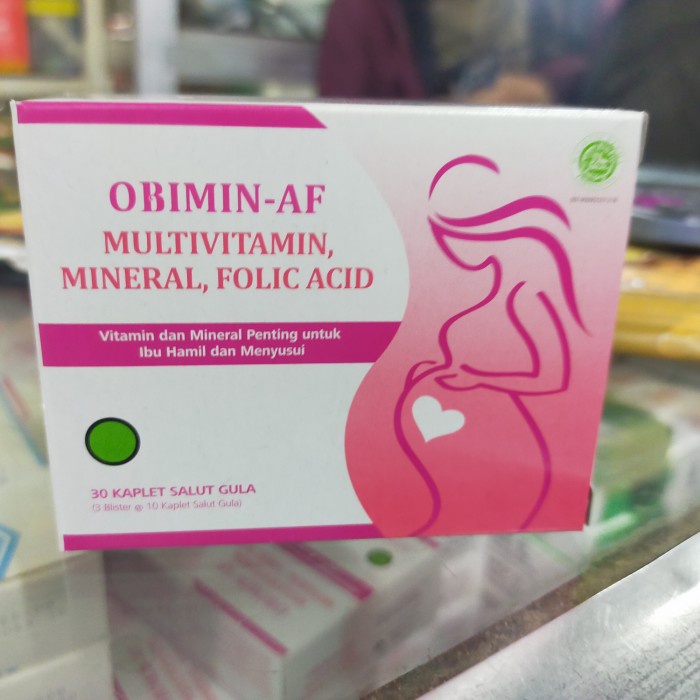 OBIMIN-AF
MULTIVITAMIN,
MINERAL, FOLIC ACID
Vitamin dan Mineral Penting untuk
Ibu Hamil dan Menyusui
30 KAPLET SALUT GULA
(3 Blister @ 10 Kaplet Salut Gula)